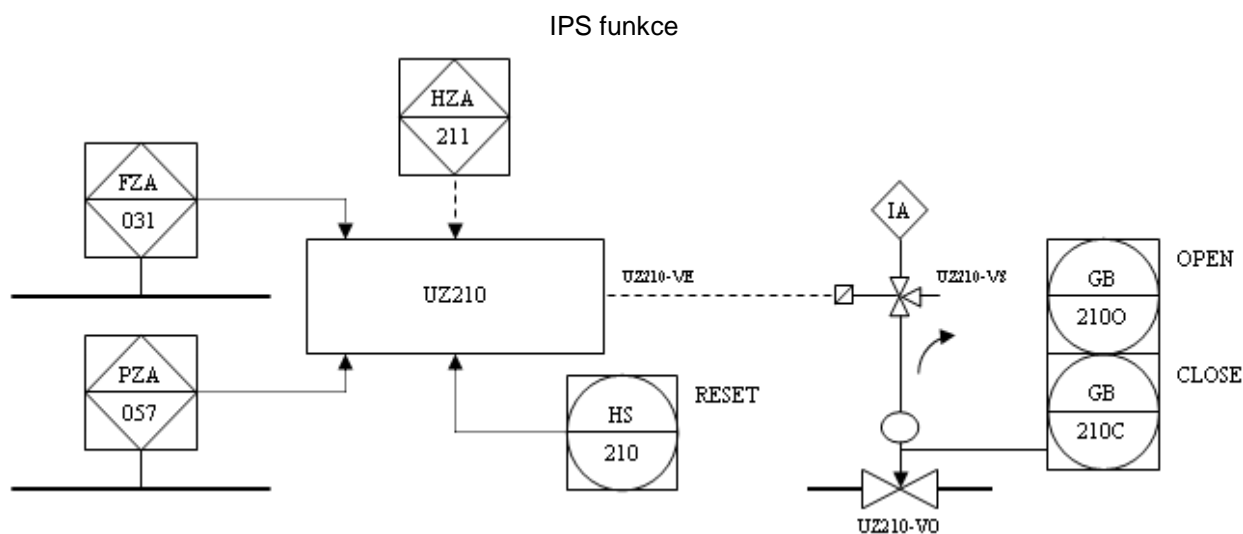 IPS funkce
HZA
211
FZA
031
IA
UZ210
UZ210-VE
UZ210-VS
GB
210O
OPEN
PZA
057
HS
210
RESET
GB
210C
CLOSE
UZ210-VO